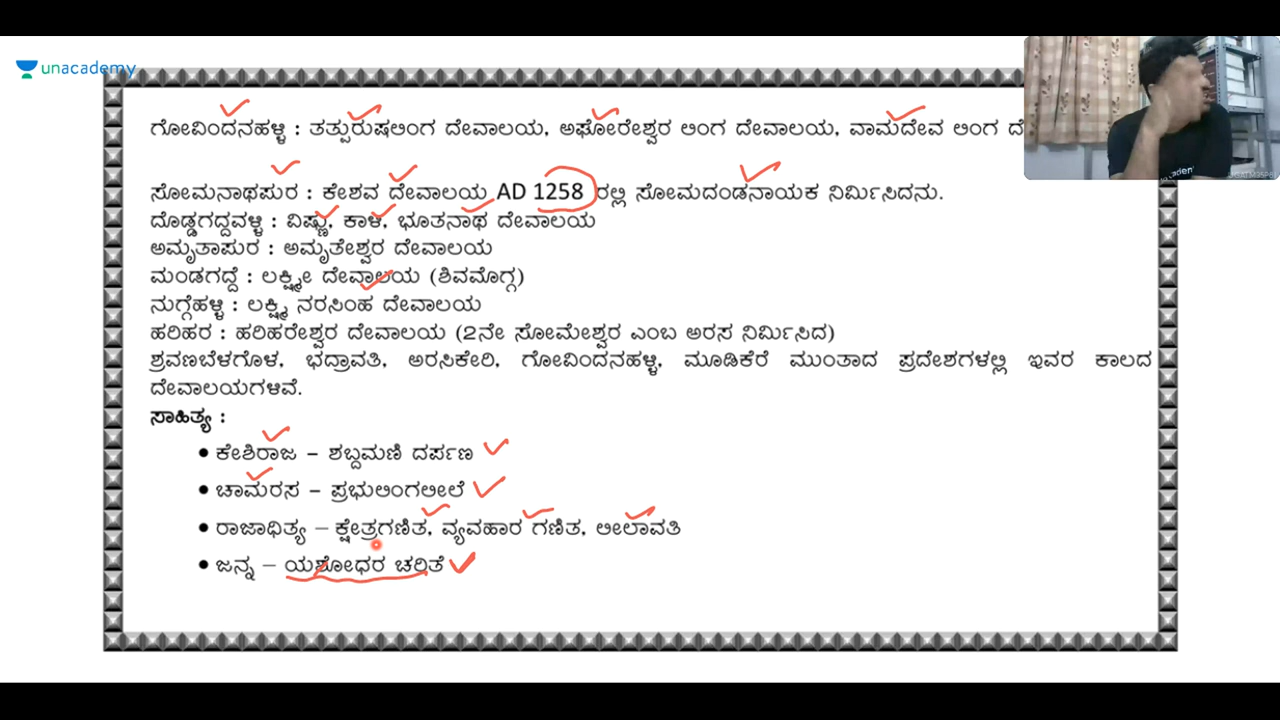 unacademy
ಗೋವಿಂದನಹಳ್ಳಿ : ತತ್ಪುರುಷಲಿಂಗ ದೇವಾಲಯ, ಅಘೋರೇಶ್ವರ ಲಿಂಗ ದೇವಾಲಯ, ವಾಮದೇವ ಲಿಂಗ ದೆ
ಸೋಮನಾಥಪುರ : ಕೇಶವ ದೇವಾಲಯ AD 1258 ರಲ್ಲಿ ಸೋಮದಂಡನಾಯಕ ನಿರ್ಮಿಸಿದನು.
ದೊಡ್ಡಗದ್ದವಳ್ಳಿ : ವಿಷ್ಣು, ಕಾಳಿ, ಭೂತನಾಥ ದೇವಾಲಯ
ಅಮೃತಾಪುರ : ಅಮೃತೇಶ್ವರ ದೇವಾಲಯ
ಮಂಡಗದ್ದೆ : ಲಕ್ಷ್ಮೀ ದೇವಾಲಯ (ಶಿವಮೊಗ್ಗ)
ನುಗ್ಗೆಹಳ್ಳಿ : ಲಕ್ಷ್ಮಿ ನರಸಿಂಹ ದೇವಾಲಯ
ಹರಿಹರ : ಹರಿಹರೇಶ್ವರ ದೇವಾಲಯ (2ನೇ ಸೋಮೇಶ್ವರ ಎಂಬ ಅರಸ ನಿರ್ಮಿಸಿದ)
ಶ್ರವಣಬೆಳಗೊಳ, ಭದ್ರಾವತಿ, ಅರಸಿಕೇರಿ, ಗೋವಿಂದನಹಳ್ಳಿ, ಮೂಡಿಕೆರೆ ಮುಂತಾದ ಪ್ರದೇಶಗಳಲ್ಲಿ ಇವರ ಕಾಲದ
ದೇವಾಲಯಗಳಿವೆ.
ಸಾಹಿತ್ಯ :
• ಕೇಶಿರಾಜ – ಶಬ್ದಮಣಿ ದರ್ಪಣ
• ಚಾಮರಸ – ಪ್ರಭುಲಿಂಗಲೀಲೆ
• ರಾಜಾಧಿತ್ಯ – ಕ್ಷೇತ್ರಗಣಿತ, ವ್ಯವಹಾರ ಗಣಿತ, ಲೀಲಾವತಿ
• ಜನ್ನ – ಯಶೋಧರ ಚರಿತೆ